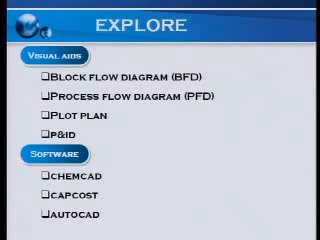 EXPLORE
VISUAL AIDS
BLOCK FLOW DIAGRAM (BFD)
PROCESS FLOW DIAGRAM (PFD)
PLOT PLAN
P&ID
SOFTWARE
CHEMCAD
CAPCOST
AUTOCAD